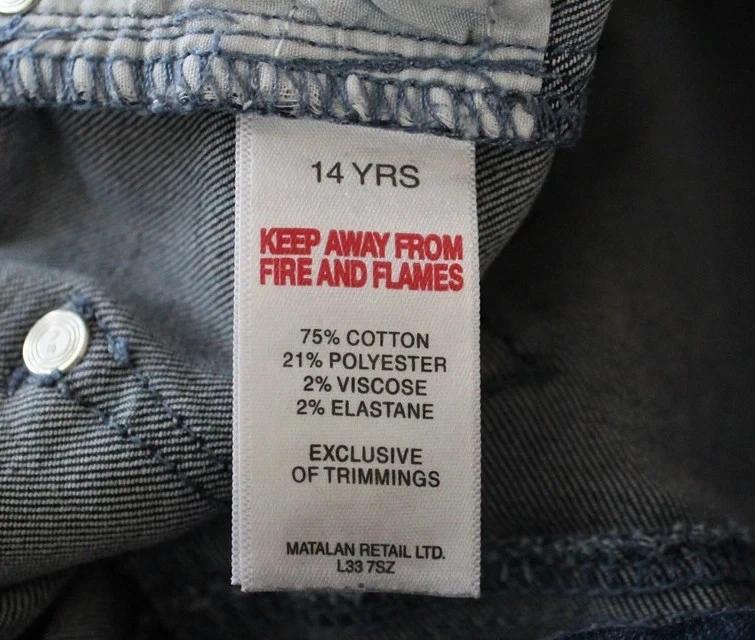 14 YRS
KEEP AWAY FROM
FIRE AND FLAMES
75% COTTON
21% POLYESTER
2% VISCOSE
2% ELASTANE
EXCLUSIVE
OF TRIMMINGS
MATALAN RETAIL LTD.
L33 7SZ